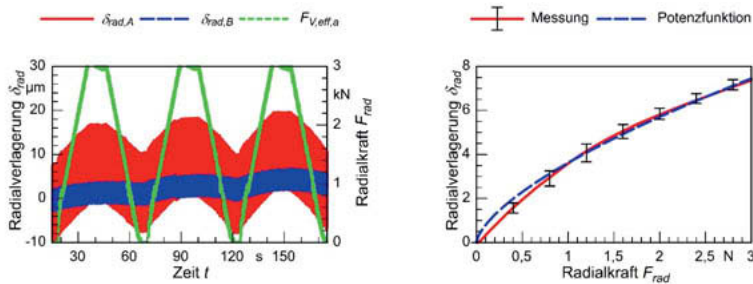 δrad,A δrad,B FV,eff,a
Radialverlagerung δrad
30
µm
20
10
0
-10
30 60 90 120 s 150
Zeit t
3
kN
2
1
0
Radialkraft Frad
Messung Potenzfunktion
Radialverlagerung δrad
8
6
4
2
0
0 0,5 1 1,5 2 2,5 N 3
Radialkraft Frad